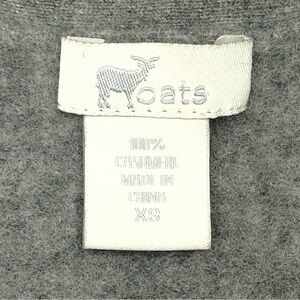 oats
100%
CASHMERE
MADE IN
CHINA
XS